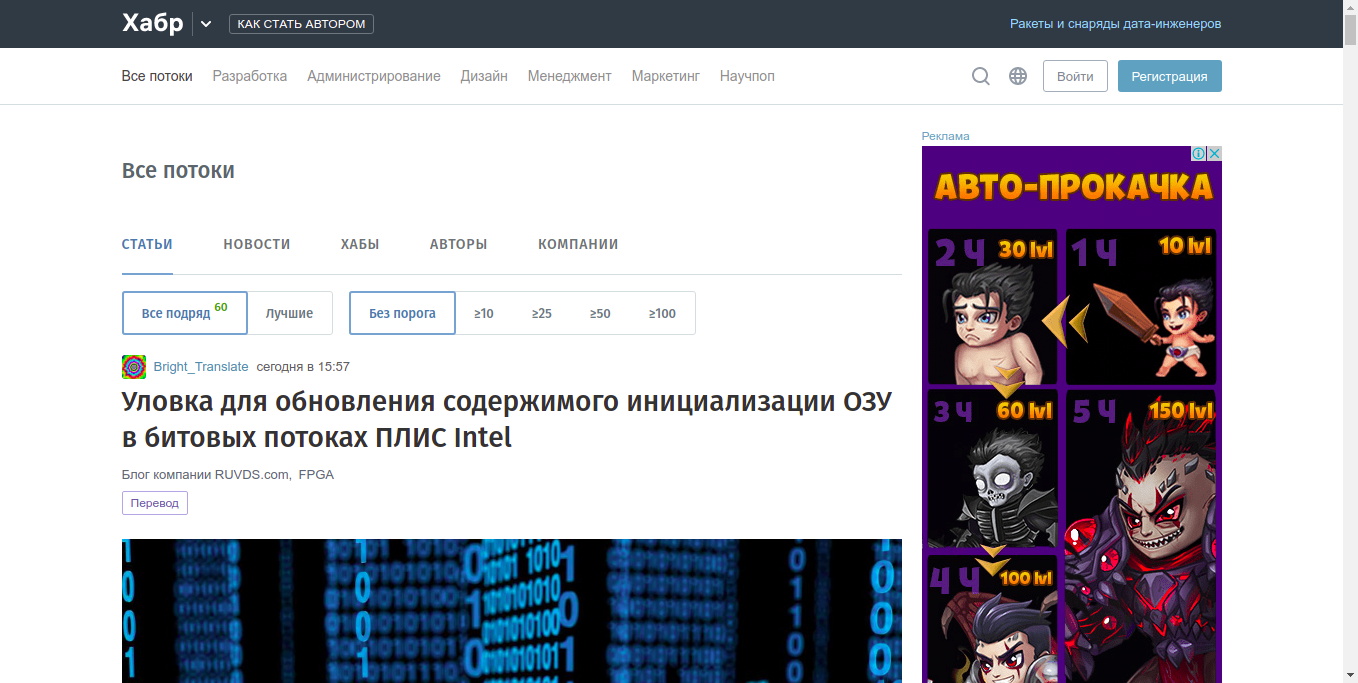 Хабр
КАК СТАТЬ АВТОРОМ
Ракеты и снаряды дата-инженеров
Все потоки Разработка Администрирование Дизайн Менеджмент Маркетинг Научпоп
Войти
Регистрация
Все потоки
СТАТЬИ НОВОСТИ ХАБЫ АВТОРЫ КОМПАНИИ
Все подряд 60 Лучшие Без порога ≥10 ≥25 ≥50 ≥100
Bright_Translate сегодня в 15:57
Уловка для обновления содержимого инициализации ОЗУ
в битовых потоках ПЛИС Intel
Блог компании RUVDS.com, FPGA
Перевод
Реклама
АВТО-ПРОКАЧКА
2 Ч 30 lvl
1 Ч 10 lvl
3 Ч 60 lvl
5 Ч 150 lvl
4 Ч 100 lvl